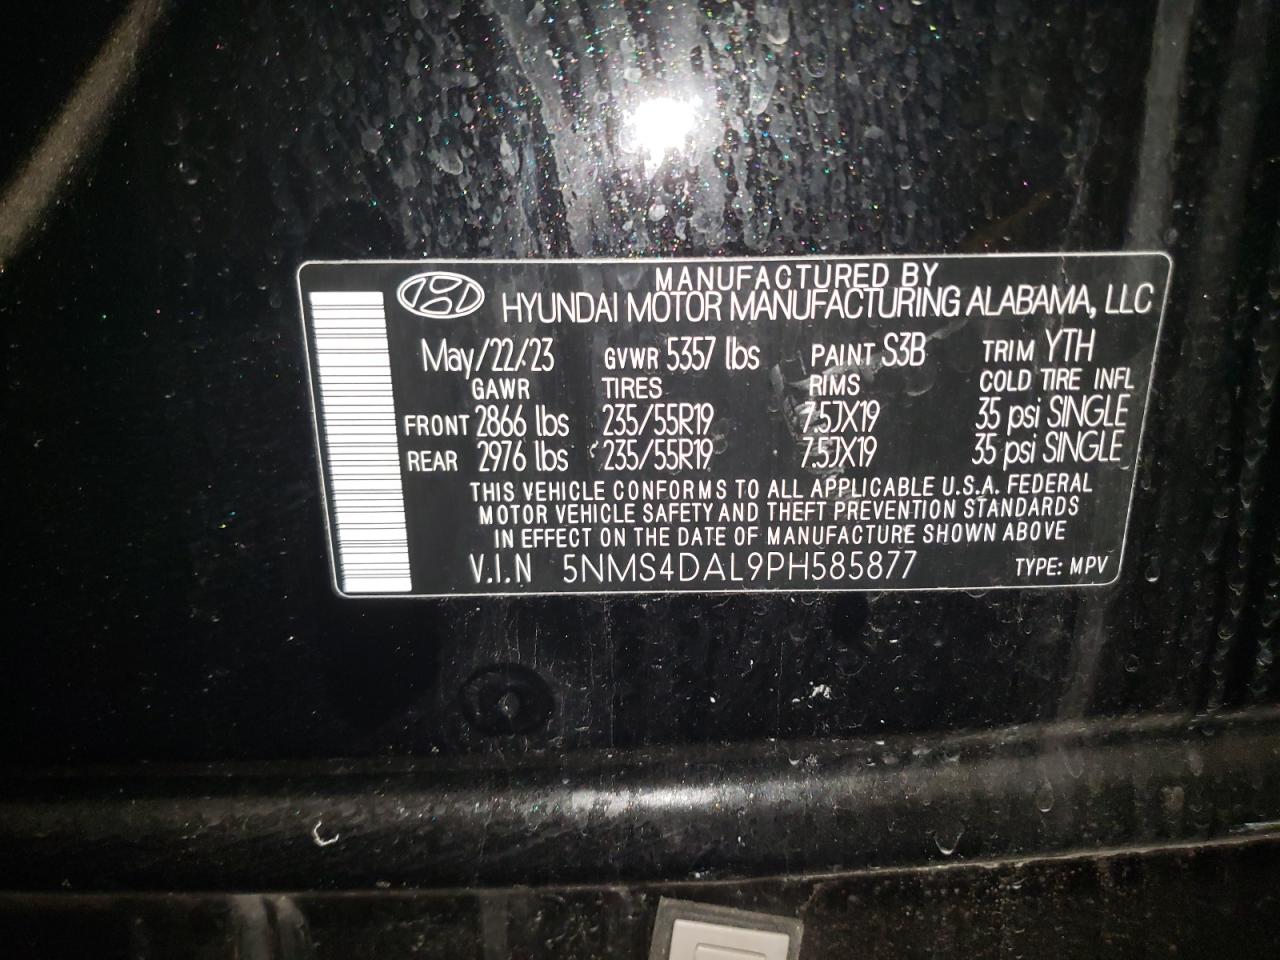 MANUFACTURED BY
HYUNDAI MOTOR MANUFACTURING ALABAMA, LLC
May/22/23 GVWR 5357 lbs PAINT S3B TRIM YTH
GAWR TIRES RIMS COLD TIRE INFL
FRONT 2866 lbs 235/55R19 7.5JX19 35 psi SINGLE
REAR 2976 lbs 235/55R19 7.5JX19 35 psi SINGLE
THIS VEHICLE CONFORMS TO ALL APPLICABLE U.S.A. FEDERAL
MOTOR VEHICLE SAFETY AND THEFT PREVENTION STANDARDS
IN EFFECT ON THE DATE OF MANUFACTURE SHOWN ABOVE
V.I.N 5NMS4DAL9PH585877 TYPE: MPV